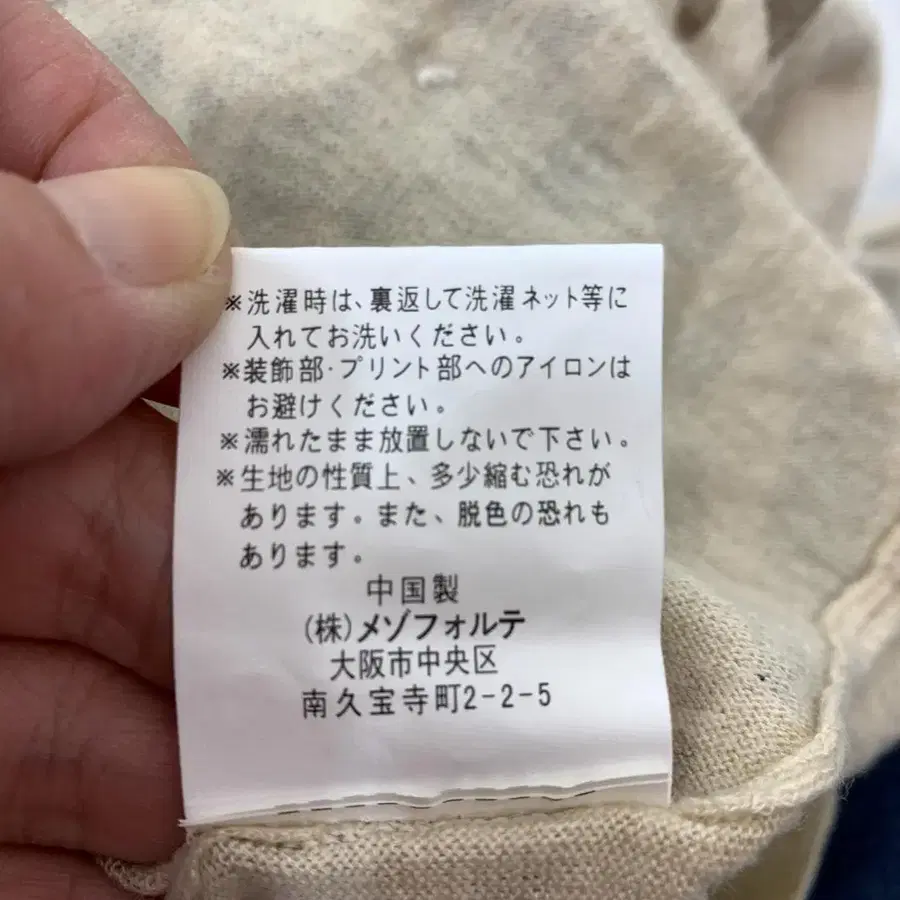 ※洗濯時は、裏返して洗濯ネット等に
入れてお洗いください。
※装飾部・プリント部へのアイロンは
お避けください。
※濡れたまま放置しないで下さい。
※生地の性質上、多少縮む恐れが
あります。また、脱色の恐れも
あります。
中国製
(株)メゾフォルテ
大阪市中央区
南久宝寺町2-2-5